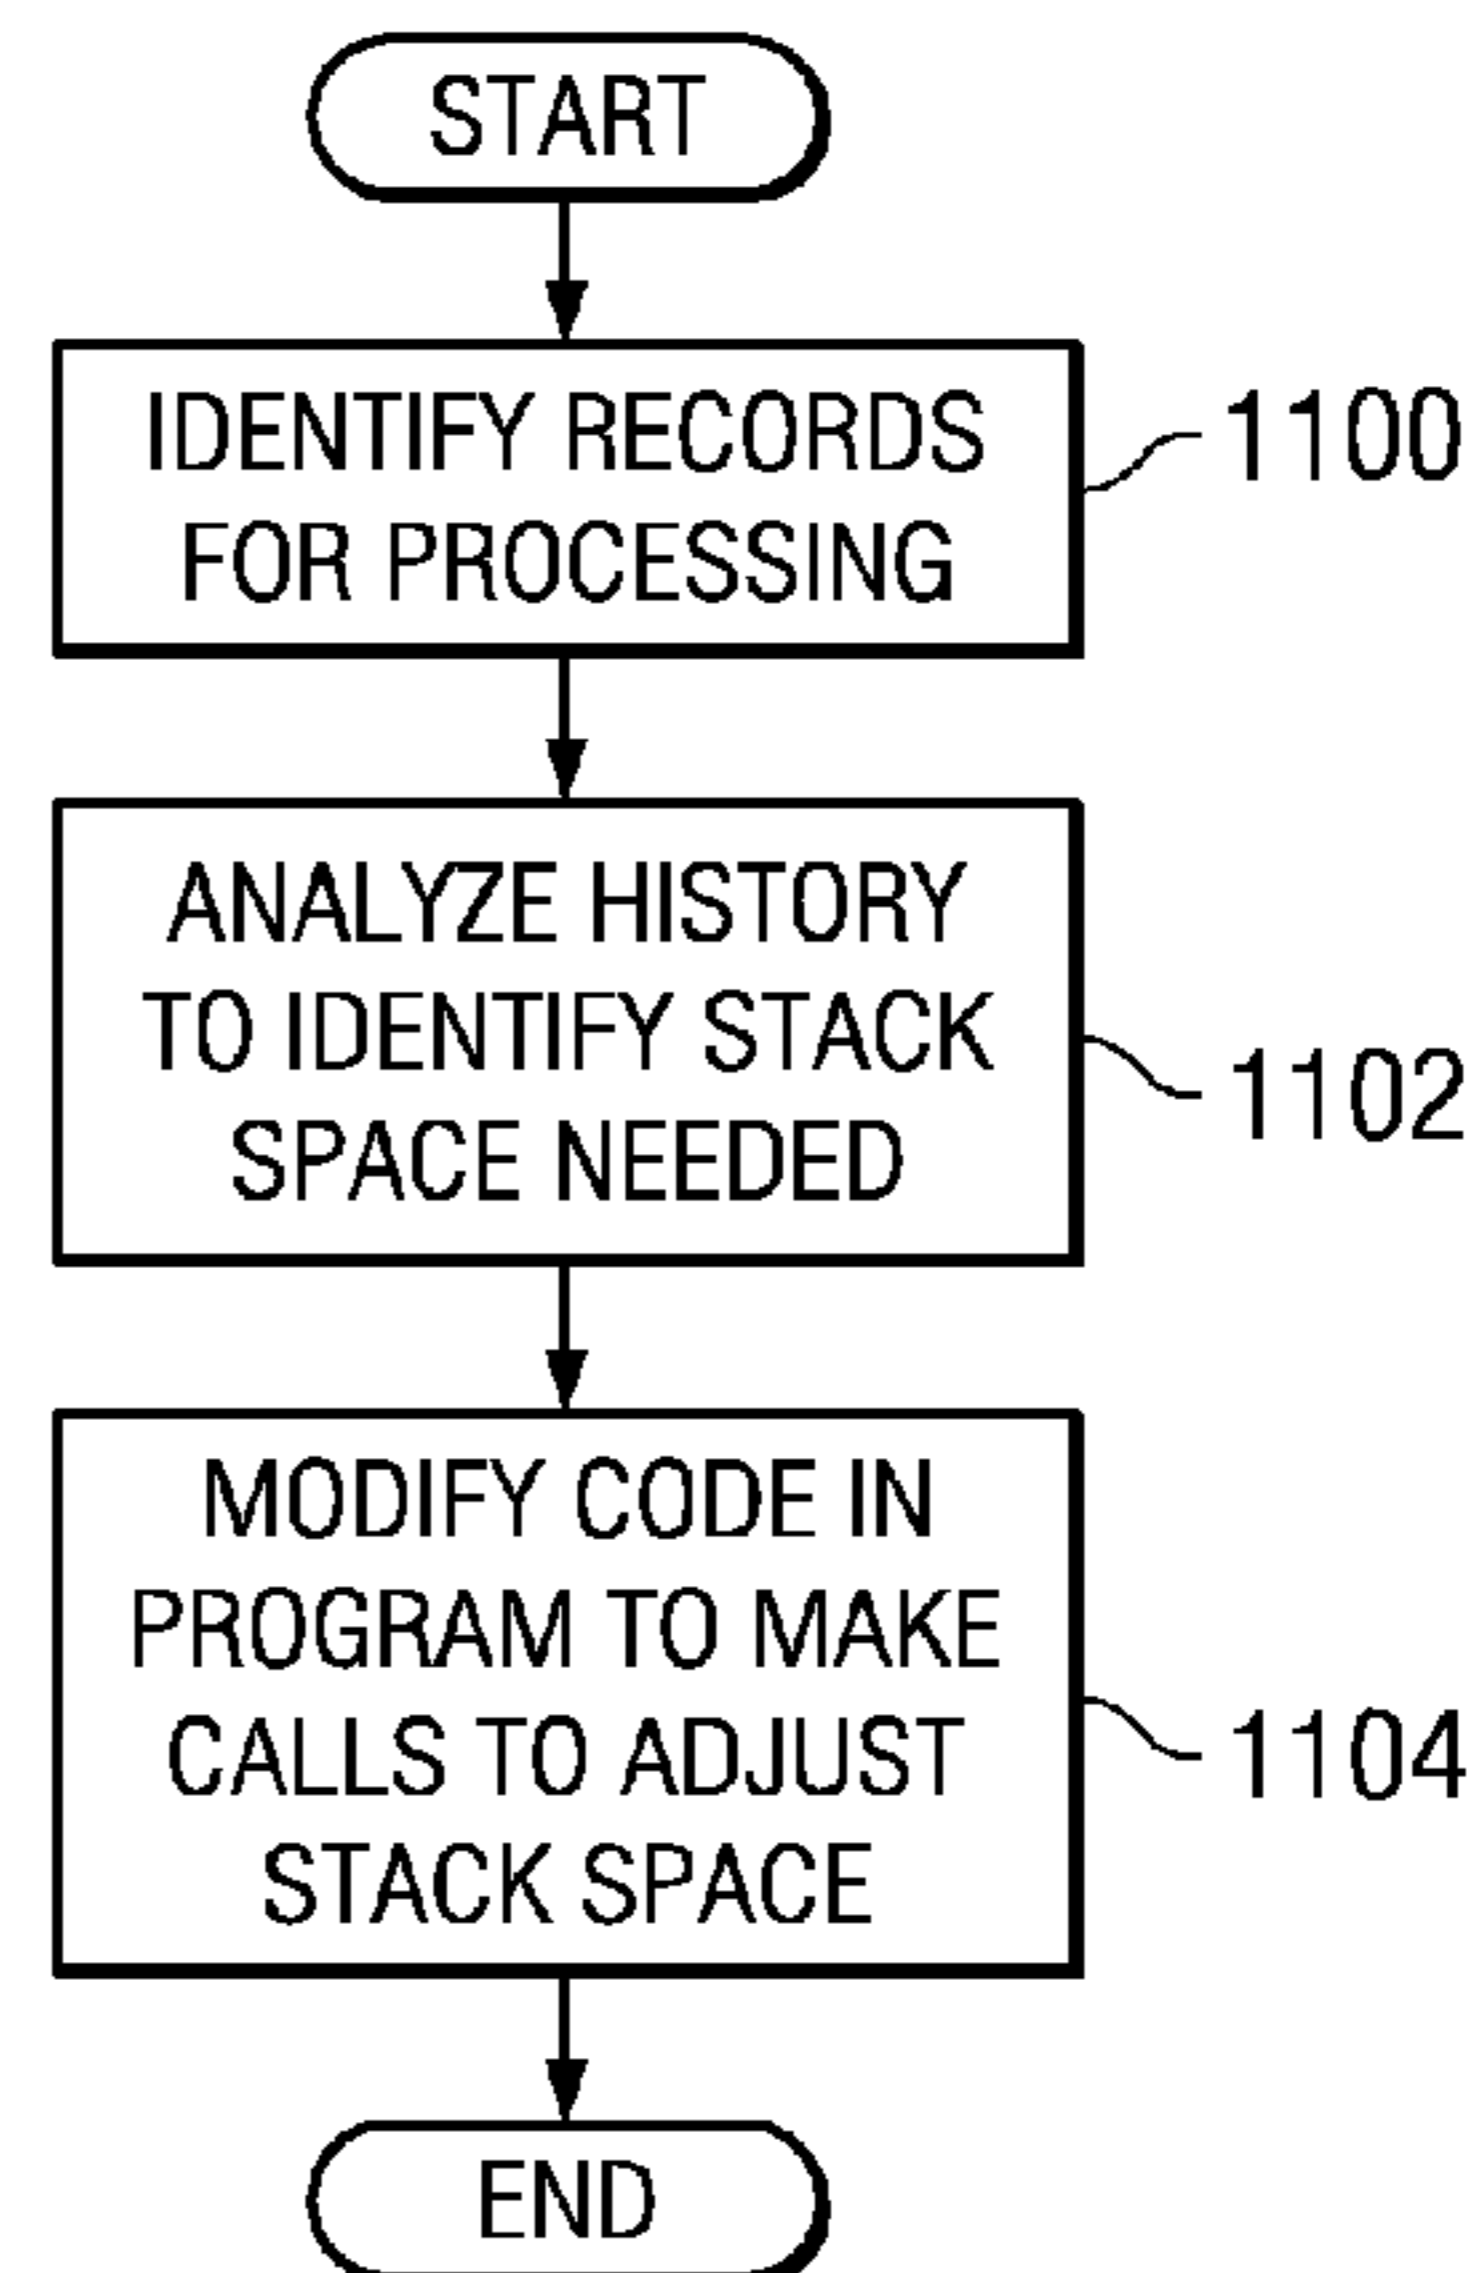 START
IDENTIFY RECORDS
FOR PROCESSING
1100
ANALYZE HISTORY
TO IDENTIFY STACK
SPACE NEEDED
1102
MODIFY CODE IN
PROGRAM TO MAKE
CALLS TO ADJUST
STACK SPACE
1104
END